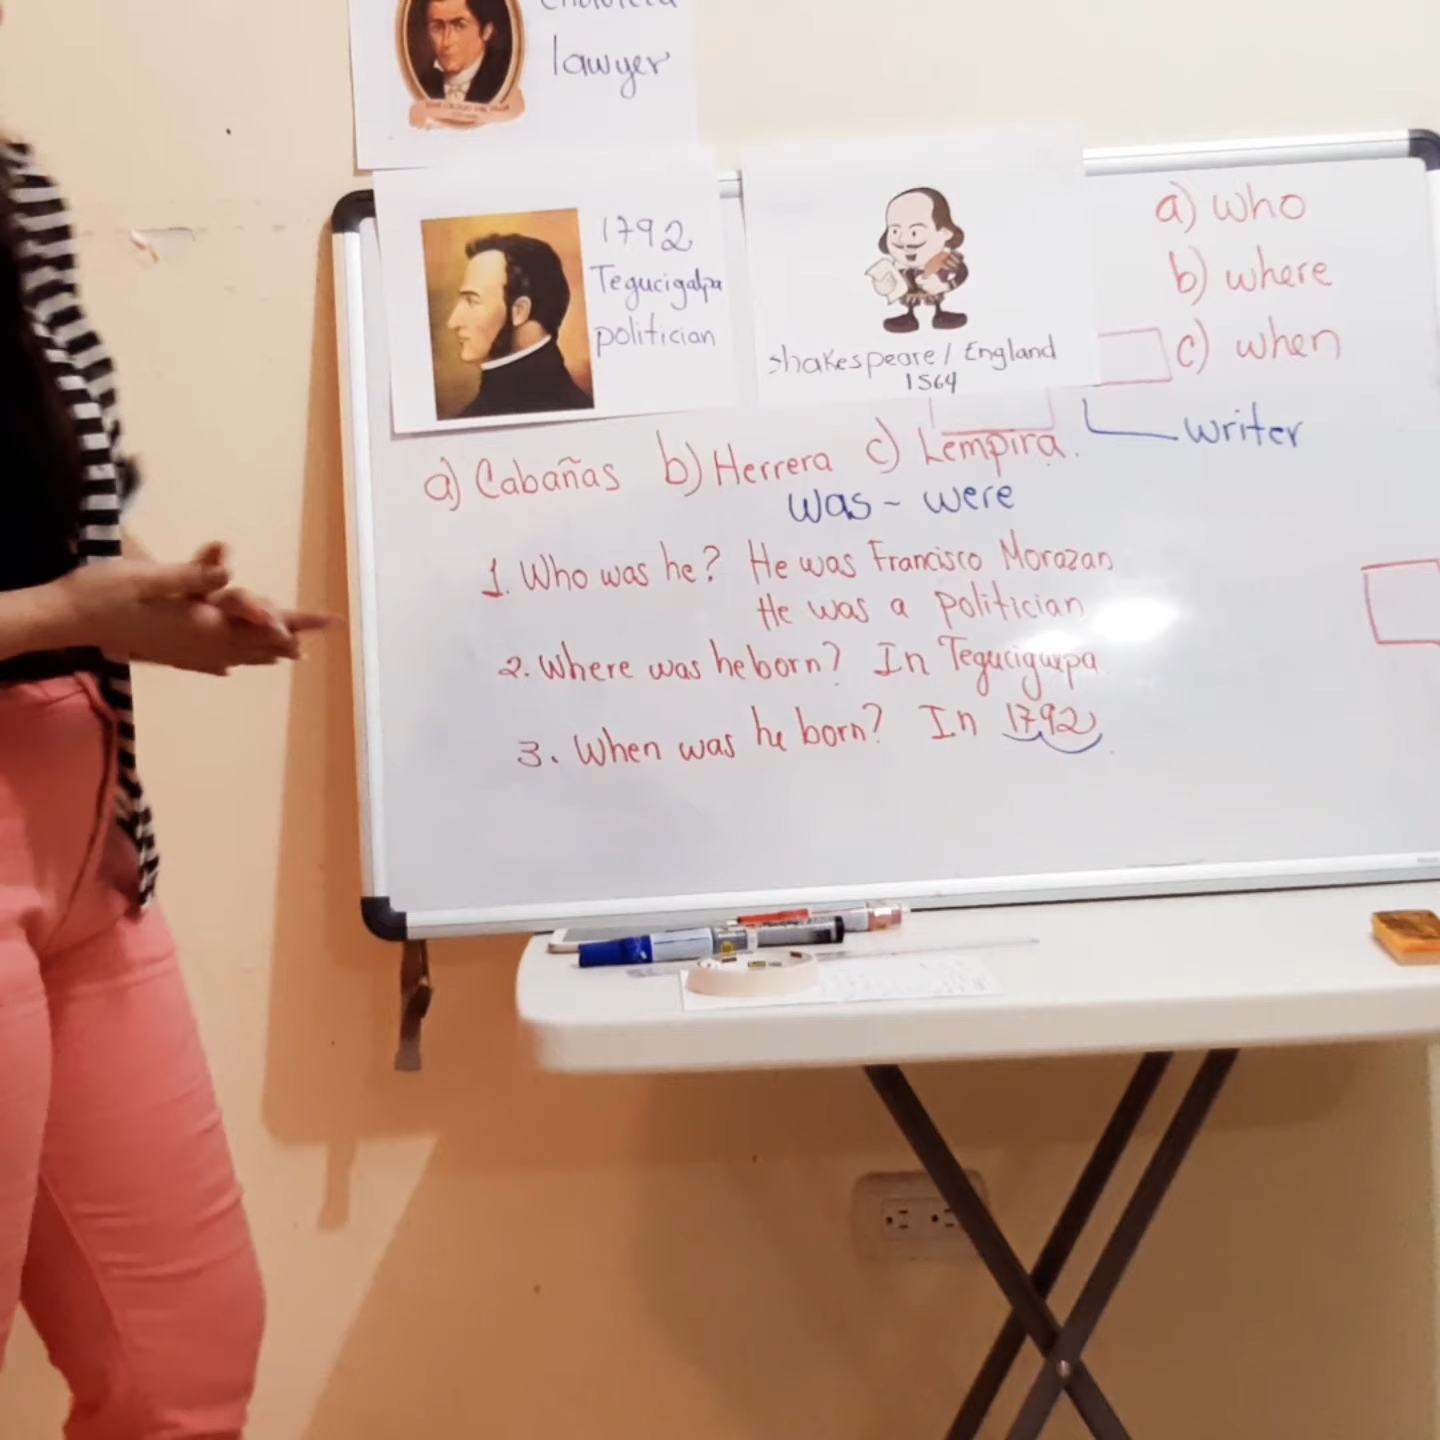 lawyer
1792
Tegucigalpa
politician
Shakespeare / England
1564
a) who
b) where
c) when
writer
a) Cabañas b) Herrera c) Lempira.
was - were
1. Who was he? He was Francisco Morazan
He was a politician
2. Where was he born? In Tegucigalpa
3. When was he born? In 1792